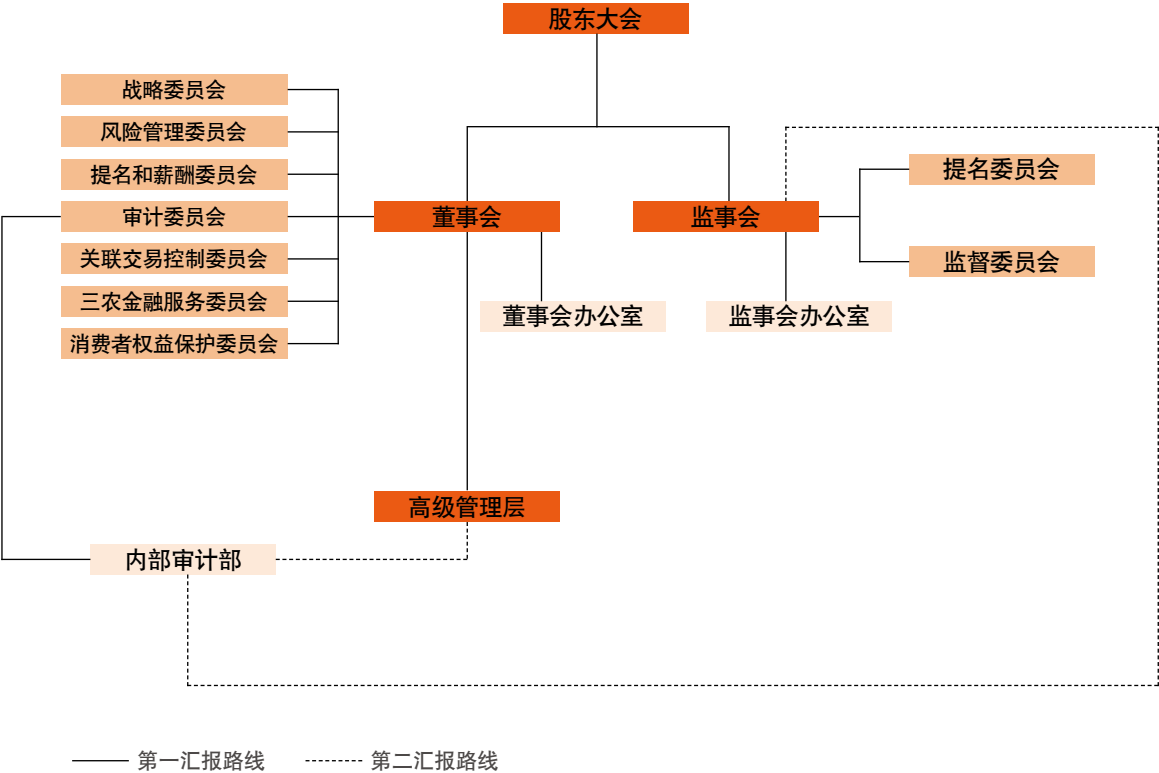 股东大会
战略委员会
风险管理委员会
提名和薪酬委员会
审计委员会
关联交易控制委员会
三农金融服务委员会
消费者权益保护委员会
董事会
监事会
提名委员会
监督委员会
董事会办公室
监事会办公室
高级管理层
内部审计部
第一汇报路线
第二汇报路线